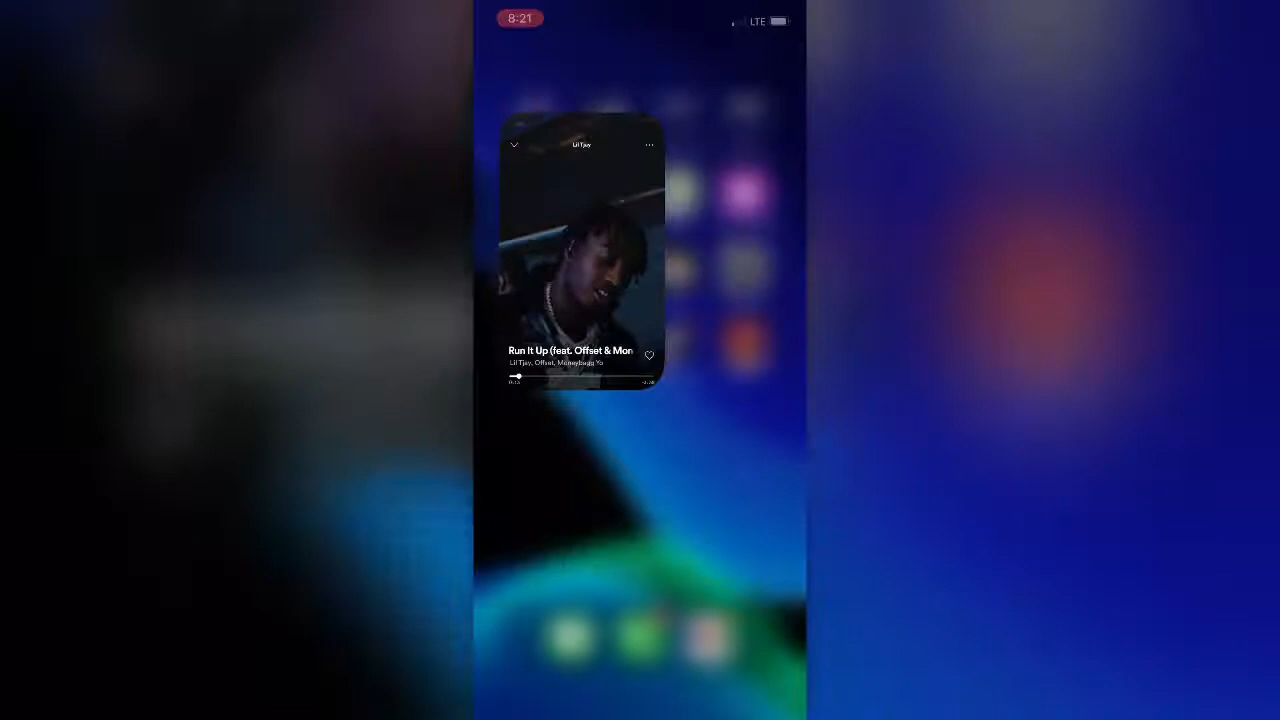 8:21
LTE
Lil Tjay
Run It Up (feat. Offset & Mon
Lil Tjay, Offset, Moneybagg Yo